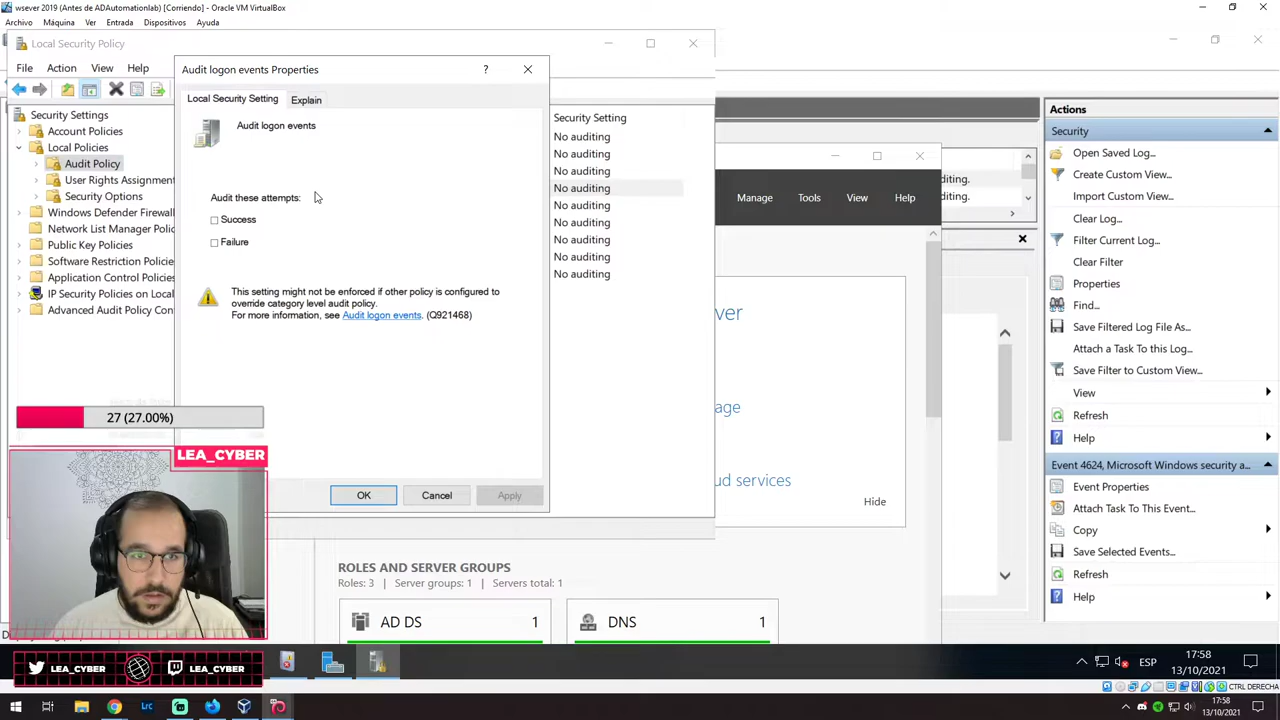 wsever 2019 (Antes de ADAutomationlab) [Corriendo] - Oracle VM VirtualBox
Archivo Máquina Ver Entrada Dispositivos Ayuda
Local Security Policy
File Action View Help
Audit logon events Properties
Local Security Setting Explain
Audit logon events
Audit these attempts:
Success
Failure
This setting might not be enforced if other policy is configured to
override category level audit policy.
For more information, see Audit logon events. (Q921468)
OK Cancel Apply
Security Settings
Account Policies
Local Policies
Audit Policy
User Rights Assignment
Security Options
Windows Defender Firewall
Network List Manager Polic
Public Key Policies
Software Restriction Policie
Application Control Policies
IP Security Policies on Local
Advanced Audit Policy Con
Security Setting
No auditing
No auditing
No auditing
No auditing
No auditing
No auditing
No auditing
No auditing
No auditing
Manage Tools View Help
diting.
diting.
ver
age
ud services
Hide
ROLES AND SERVER GROUPS
Roles: 3 | Server groups: 1 | Servers total: 1
AD DS 1
DNS 1
Actions
Security
Open Saved Log...
Create Custom View...
Import Custom View...
Clear Log...
Filter Current Log...
Clear Filter
Properties
Find...
Save Filtered Log File As...
Attach a Task To this Log...
Save Filter to Custom View...
View
Refresh
Help
Event 4624, Microsoft Windows security a...
Event Properties
Attach Task To This Event...
Copy
Save Selected Events...
Refresh
Help
27 (27.00%)
LEA_CYBER
LEA_CYBER LEA_CYBER
ESP
17:58
13/10/2021
CTRL DERECHA
Lrc
17:58
13/10/2021